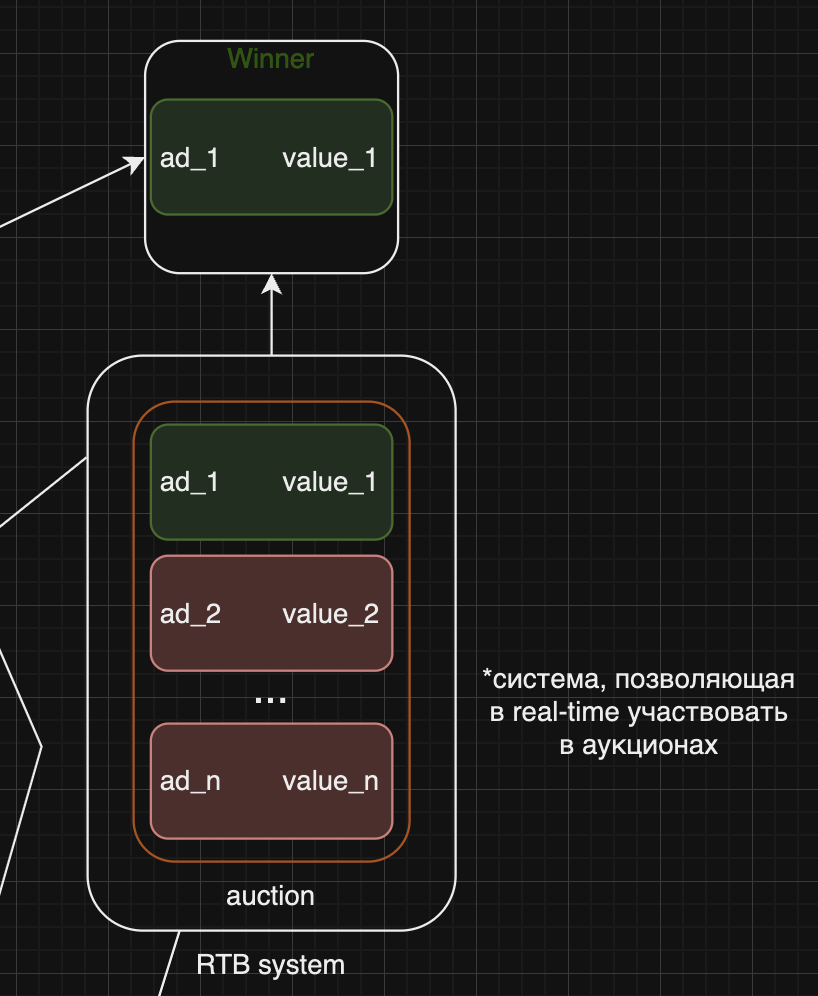 Winner
ad_1 value_1
ad_1 value_1
ad_2 value_2
...
ad_n value_n
*система, позволяющая
в real-time участвовать
в аукционах
auction
RTB system